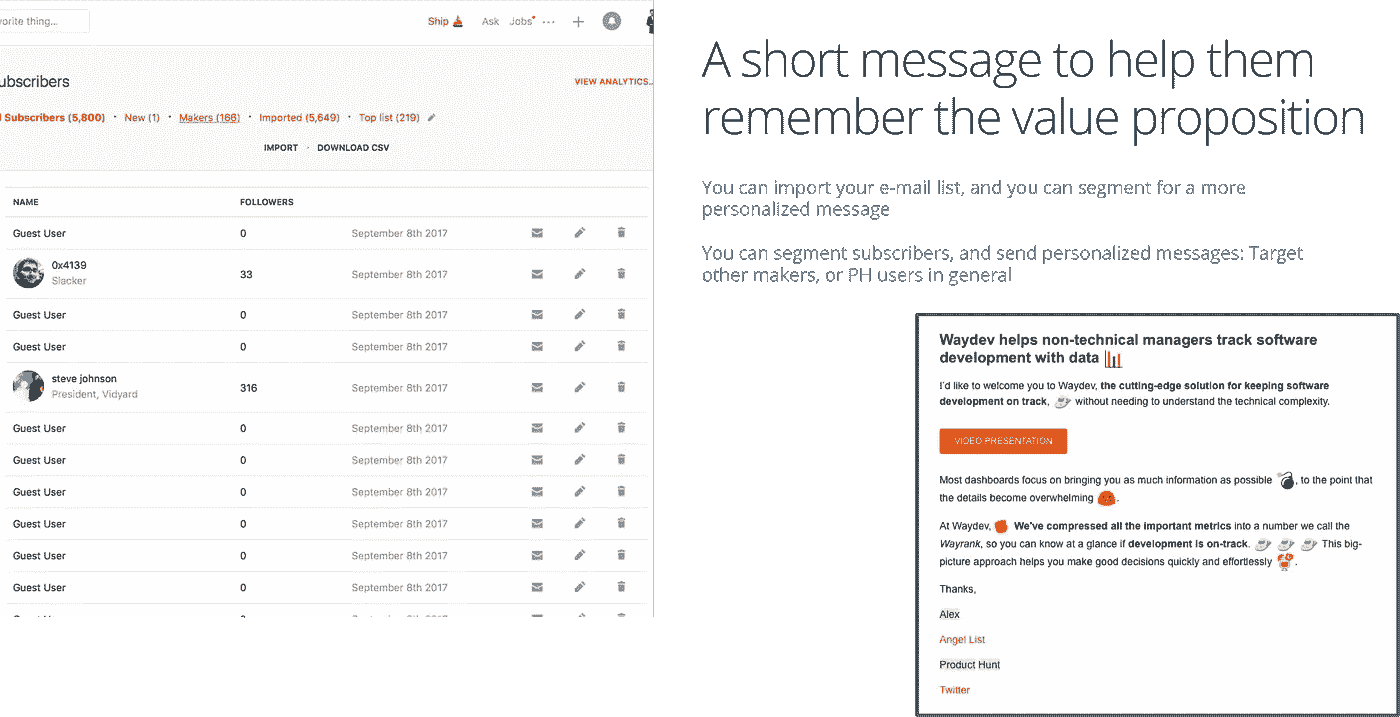 vorite thing...
Ship Ask Jobs ...
ubscribers
VIEW ANALYTICS..
l Subscribers (5,800) · New (1) · Makers (166) · Imported (5,649) · Top list (219)
IMPORT · DOWNLOAD CSV
NAME FOLLOWERS
Guest User 0 September 8th 2017
0x4139
Slacker
33 September 8th 2017
Guest User 0 September 8th 2017
Guest User 0 September 8th 2017
steve johnson
President, Vidyard
316 September 8th 2017
Guest User 0 September 8th 2017
Guest User 0 September 8th 2017
Guest User 0 September 8th 2017
Guest User 0 September 8th 2017
Guest User 0 September 8th 2017
Guest User 0 September 8th 2017
A short message to help them
remember the value proposition
You can import your e-mail list, and you can segment for a more
personalized message
You can segment subscribers, and send personalized messages: Target
other makers, or PH users in general
Waydev helps non-technical managers track software
development with data
I'd like to welcome you to Waydev, the cutting-edge solution for keeping software
development on track, without needing to understand the technical complexity.
VIDEO PRESENTATION
Most dashboards focus on bringing you as much information as possible , to the point that
the details become overwhelming .
At Waydev, We've compressed all the important metrics into a number we call the
Wayrank, so you can know at a glance if development is on-track. This big-
picture approach helps you make good decisions quickly and effortlessly .
Thanks,
Alex
Angel List
Product Hunt
Twitter